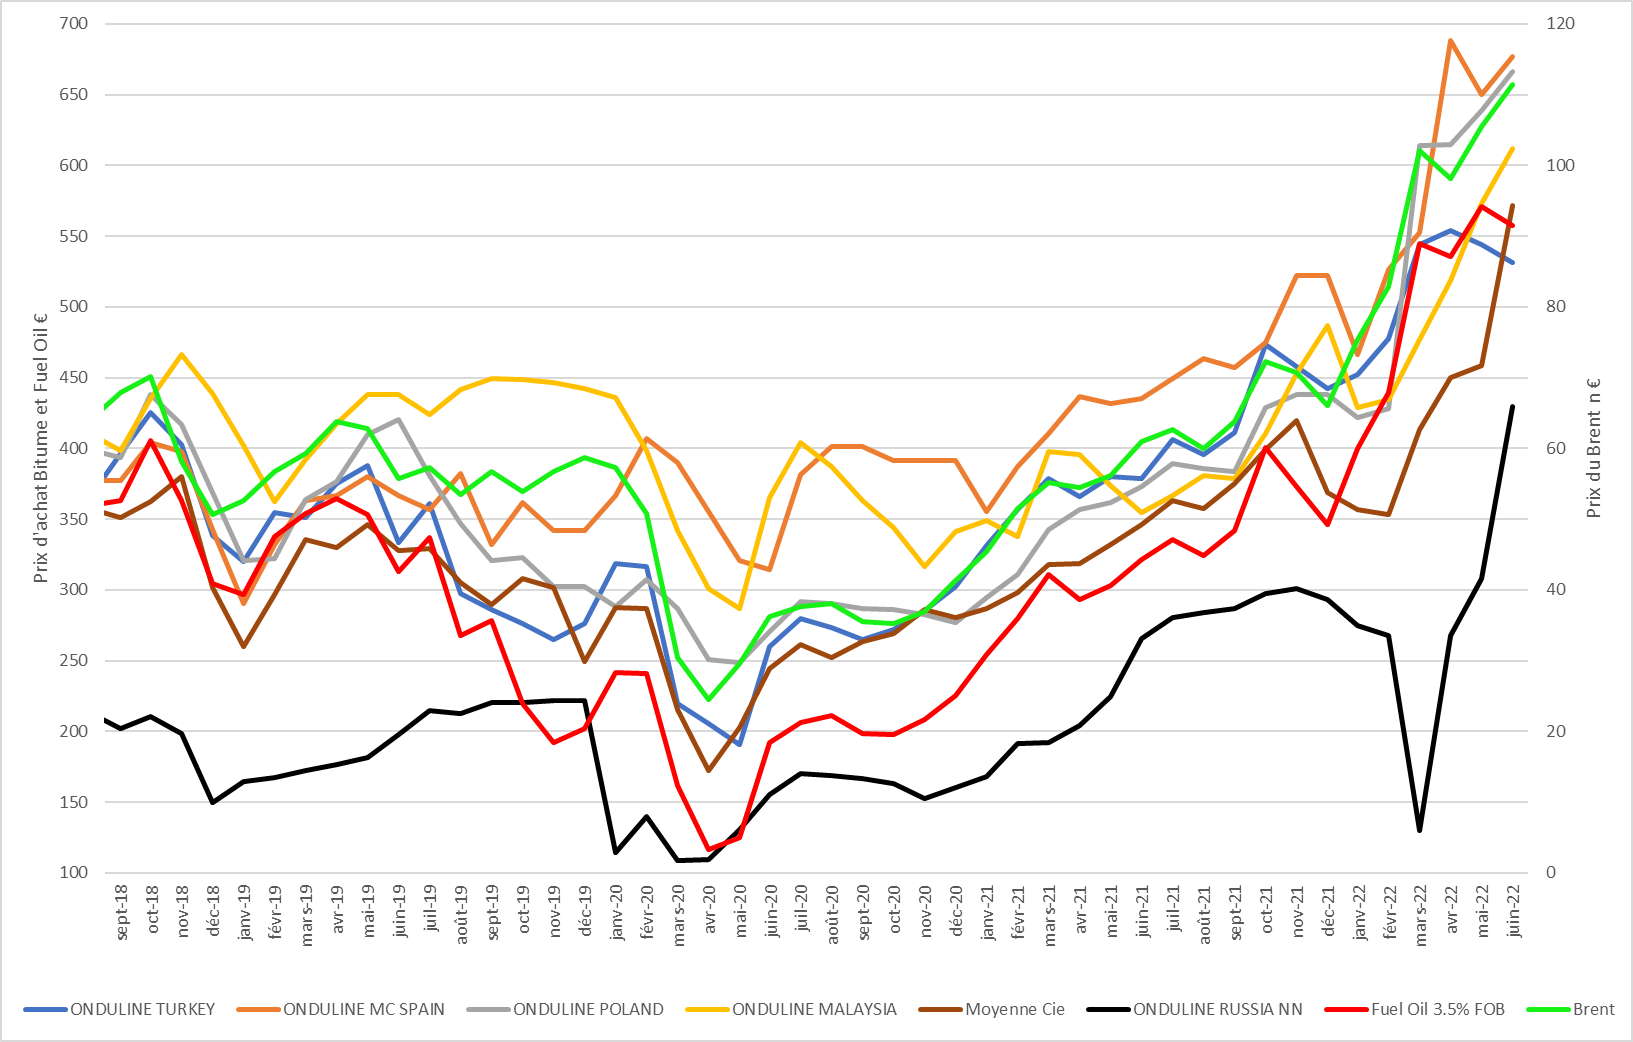 700
650
600
550
500
450
400
350
300
250
200
150
100
Prix d'achat Bitume et Fuel Oil €
120
100
80
60
40
20
0
Prix du Brent n €
sept-18
oct-18
nov-18
déc-18
janv-19
févr-19
mars-19
avr-19
mai-19
juin-19
juil-19
août-19
sept-19
oct-19
nov-19
déc-19
janv-20
févr-20
mars-20
avr-20
mai-20
juin-20
juil-20
août-20
sept-20
oct-20
nov-20
déc-20
janv-21
févr-21
mars-21
avr-21
mai-21
juin-21
juil-21
août-21
sept-21
oct-21
nov-21
déc-21
janv-22
févr-22
mars-22
avr-22
mai-22
juin-22
ONDULINE TURKEY
ONDULINE MC SPAIN
ONDULINE POLAND
ONDULINE MALAYSIA
Moyenne Cie
ONDULINE RUSSIA NN
Fuel Oil 3.5% FOB
Brent